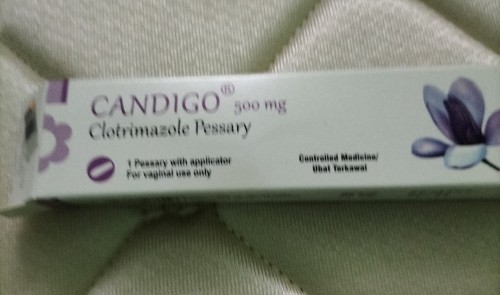 CANDIGO® 500 mg
Clotrimazole Pessary
1 Pessary with applicator
For vaginal use only
Controlled Medicine/
Ubat Terkawal